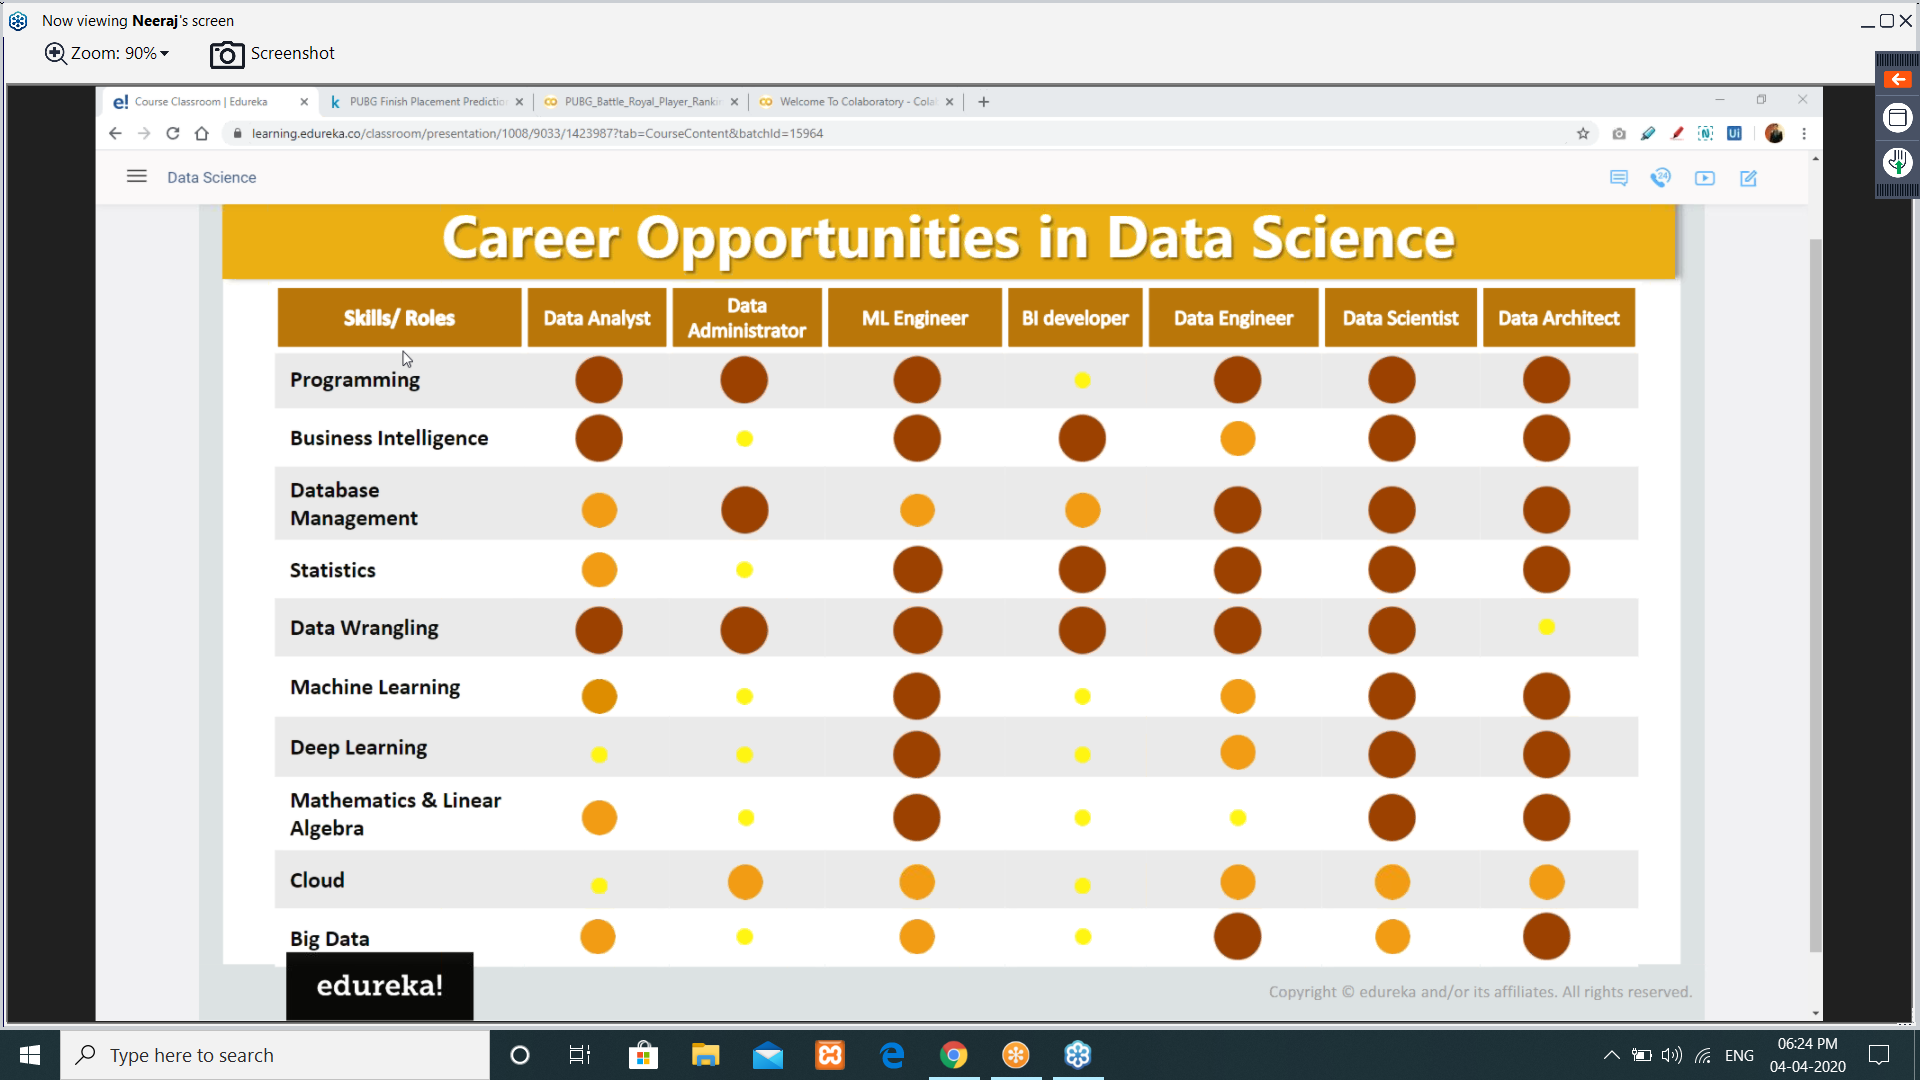 Now viewing Neeraj's screen
Zoom: 90%
Screenshot
Course Classroom | Edureka
PUBG Finish Placement Predictio
PUBG_Battle_Royal_Player_Rankin
Welcome To Colaboratory - Cola
learning.edureka.co/classroom/presentation/1008/9033/1423987?tab=CourseContent&batchId=15964
Data Science
24
Career Opportunities in Data Science
Skills/ Roles
Data Analyst
Data
Administrator
ML Engineer
BI developer
Data Engineer
Data Scientist
Data Architect
Programming
Business Intelligence
Database
Management
Statistics
Data Wrangling
Machine Learning
Deep Learning
Mathematics & Linear
Algebra
Cloud
Big Data
edureka!
Copyright © edureka and/or its affiliates. All rights reserved.
Type here to search
ENG
06:24 PM
04-04-2020